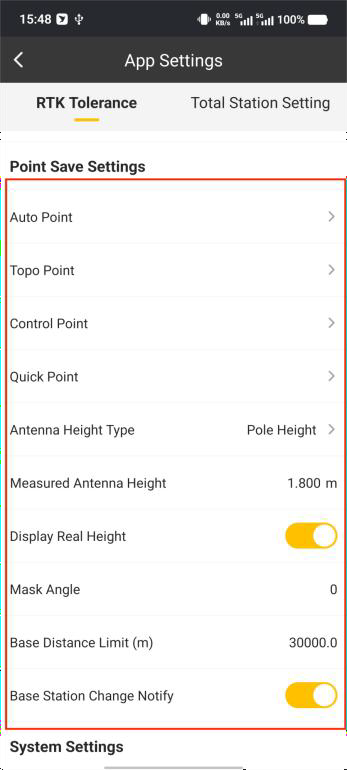 15:48 0.00 KB/s 5G 5G 100%
App Settings
RTK Tolerance Total Station Setting
Point Save Settings
Auto Point
Topo Point
Control Point
Quick Point
Antenna Height Type Pole Height
Measured Antenna Height 1.800 m
Display Real Height
Mask Angle 0
Base Distance Limit (m) 30000.0
Base Station Change Notify
System Settings